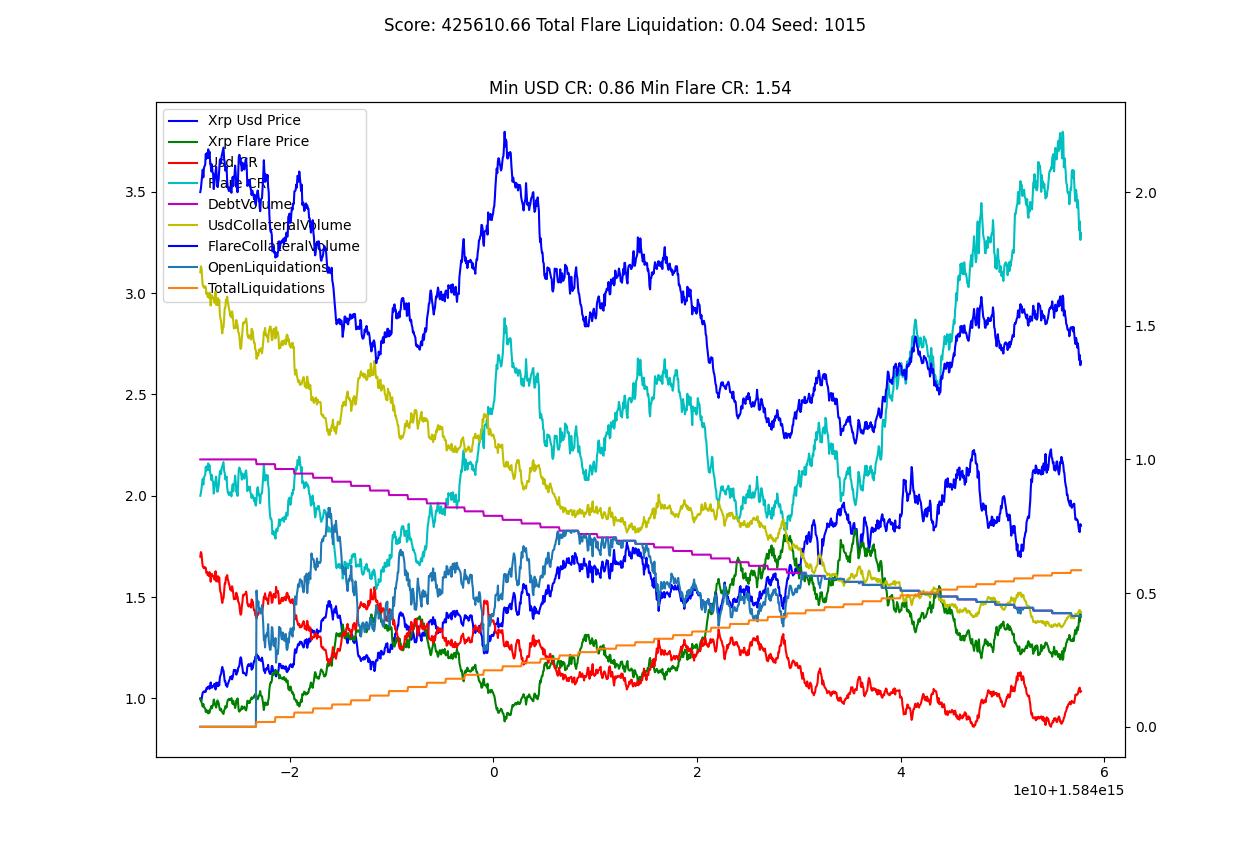 Score: 425610.66 Total Flare Liquidation: 0.04 Seed: 1015
Min USD CR: 0.86 Min Flare CR: 1.54
Xrp Usd Price
Xrp Flare Price
Usd CR
Flare CR
DebtVolume
UsdCollateralVolume
FlareCollateralVolume
OpenLiquidations
TotalLiquidations
3.5
3.0
2.5
2.0
1.5
1.0
2.0
1.5
1.0
0.5
0.0
−2
0
2
4
6
1e10+1.584e15